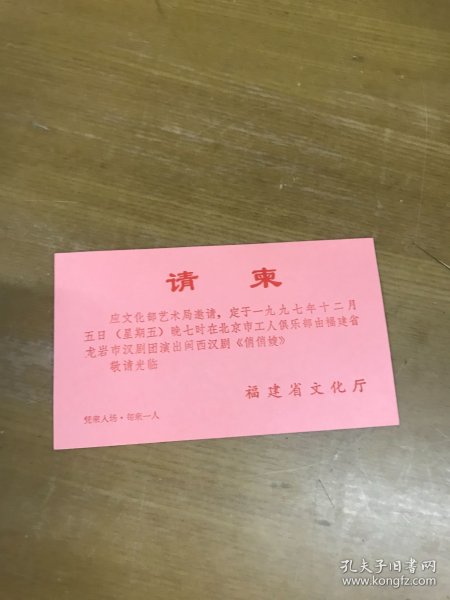 请柬
应文化部艺术局邀请，定于一九九七年十二月
五日（星期五）晚七时在北京市工人俱乐部由福建省
龙岩市汉剧团演出闽西汉剧《俏俏嫂》
敬请光临
福建省文化厅
凭柬入场·每柬一人
孔夫子旧书网
www.kongfz.com